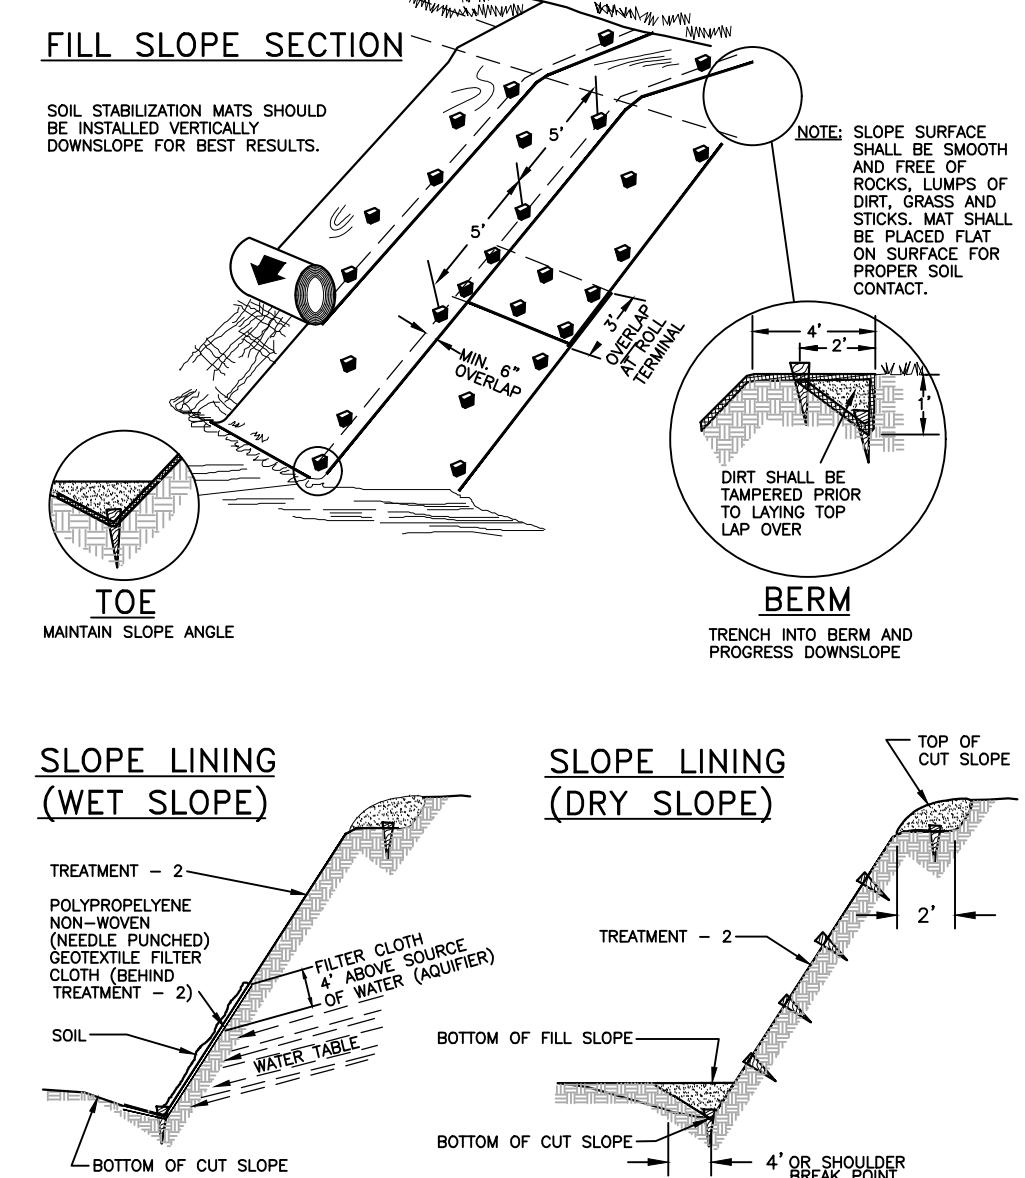 FILL SLOPE SECTION
SOIL STABILIZATION MATS SHOULD
BE INSTALLED VERTICALLY
DOWNSLOPE FOR BEST RESULTS.
5'
5'
MIN. 6"
OVERLAP
3'
OVERLAP
AT ROLL
TERMINAL
NOTE: SLOPE SURFACE
SHALL BE SMOOTH
AND FREE OF
ROCKS, LUMPS OF
DIRT, GRASS AND
STICKS. MAT SHALL
BE PLACED FLAT
ON SURFACE FOR
PROPER SOIL
CONTACT.
4'
2'
1'
DIRT SHALL BE
TAMPERED PRIOR
TO LAYING TOP
LAP OVER
TOE
MAINTAIN SLOPE ANGLE
BERM
TRENCH INTO BERM AND
PROGRESS DOWNSLOPE
SLOPE LINING
(WET SLOPE)
TREATMENT - 2
POLYPROPELYENE
NON-WOVEN
(NEEDLE PUNCHED)
GEOTEXTILE FILTER
CLOTH (BEHIND
TREATMENT - 2)
SOIL
FILTER CLOTH
4' ABOVE SOURCE
OF WATER (AQUIFIER)
WATER TABLE
BOTTOM OF CUT SLOPE
SLOPE LINING
(DRY SLOPE)
TOP OF
CUT SLOPE
2'
TREATMENT - 2
BOTTOM OF FILL SLOPE
BOTTOM OF CUT SLOPE
4' OR SHOULDER
BREAK POINT